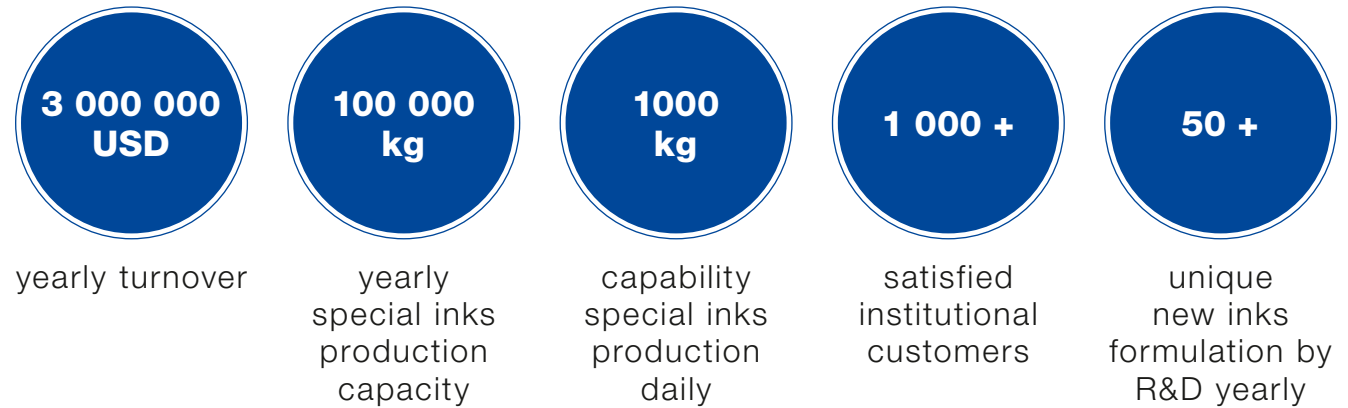 3 000 000
USD
yearly turnover
100 000
kg
yearly
special inks
production
capacity
1000
kg
capability
special inks
production
daily
1 000 +
satisfied
institutional
customers
50 +
unique
new inks
formulation by
R&D yearly